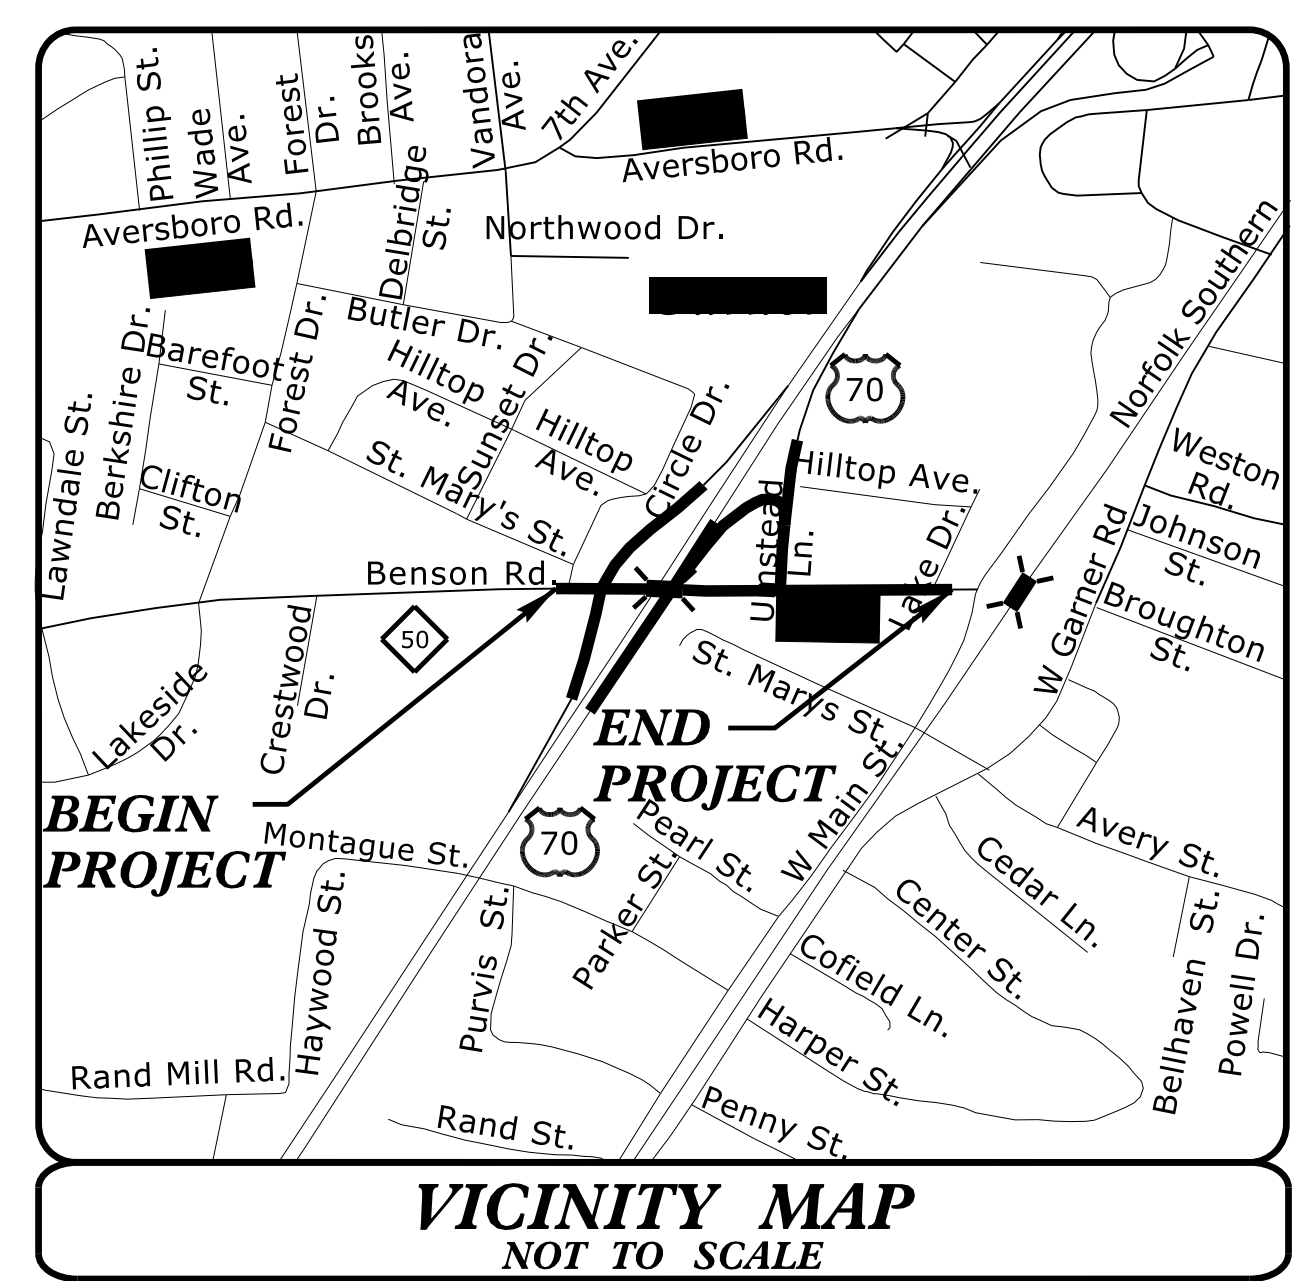 Phillip St.
Wade
Ave.
Forest
Dr.
Brooks
Ave.
Vandora
Ave.
7th Ave.
Aversboro Rd.
Aversboro Rd.
Delbridge
St.
Northwood Dr.
Norfolk Southern
Butler Dr.
Berkshire Dr.
Barefoot
St.
Forest Dr.
Hilltop
Ave.
Sunset Dr.
Hilltop
Ave.
Circle Dr.
70
Lawndale St.
Clifton
St.
St. Mary's St.
Umstead
Ln.
Hilltop Ave.
Lake Dr.
Weston
Rd.
Johnson
St.
W Garner Rd
Broughton
St.
Benson Rd.
50
Lakeside
Dr.
Crestwood
Dr.
St. Marys St.
END
PROJECT
BEGIN
PROJECT
W Main St.
70
Montague St.
Pearl St.
Parker St.
Avery St.
Cedar Ln.
Center St.
Haywood St.
Purvis St.
Cofield Ln.
Bellhaven St.
Powell Dr.
Harper St.
Rand Mill Rd.
Rand St.
Penny St.
VICINITY MAP
NOT TO SCALE